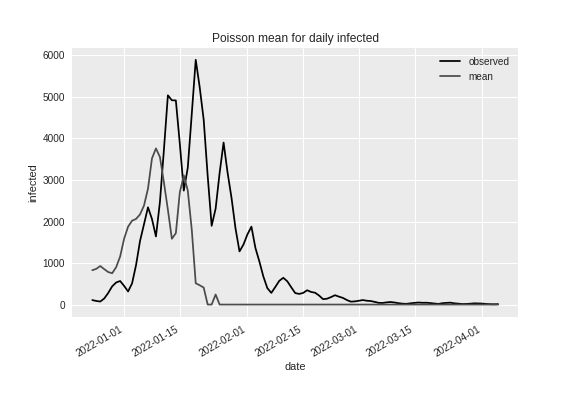 Poisson mean for daily infected
6000
5000
4000
3000
2000
1000
0
infected
observed
mean
2022-01-01
2022-01-15
2022-02-01
2022-02-15
2022-03-01
2022-03-15
2022-04-01
date